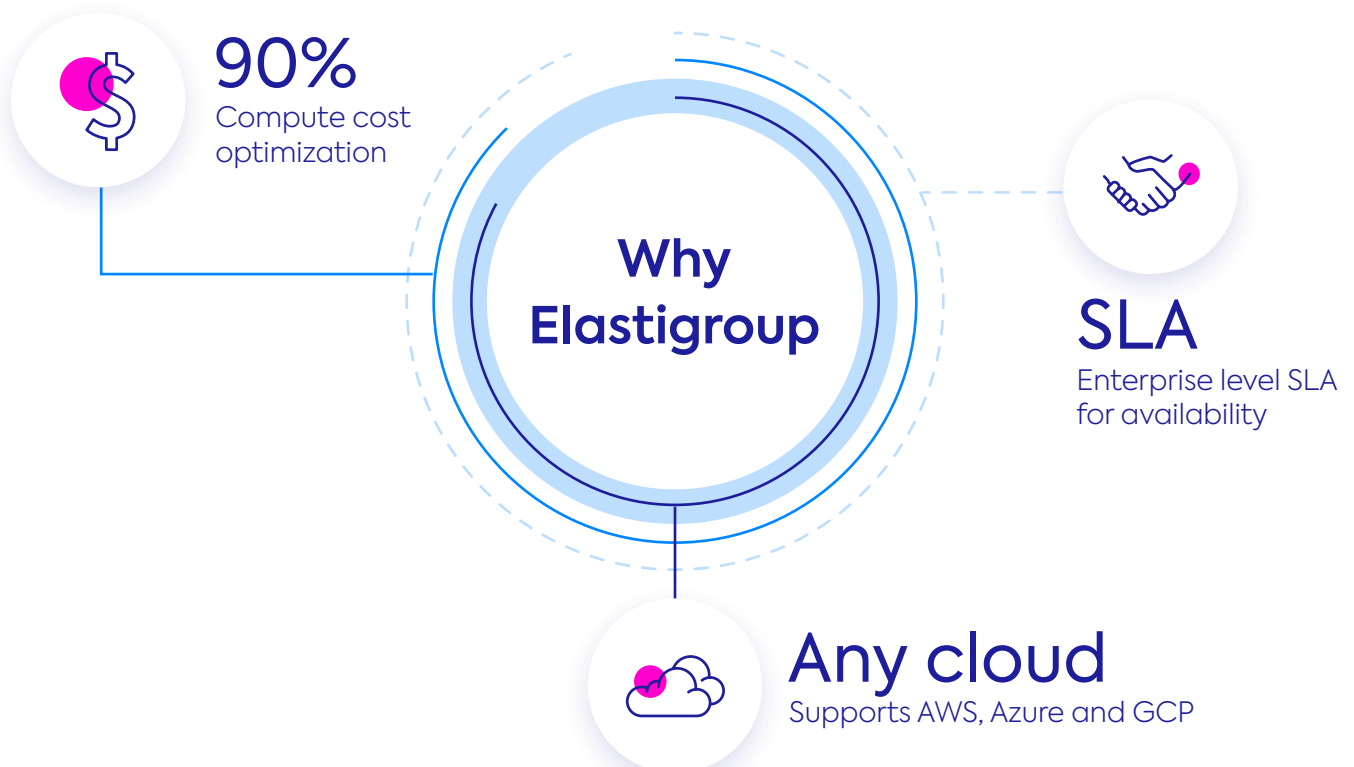 90%
Compute cost
optimization
Why
Elastigroup
SLA
Enterprise level SLA
for availability
Any cloud
Supports AWS, Azure and GCP